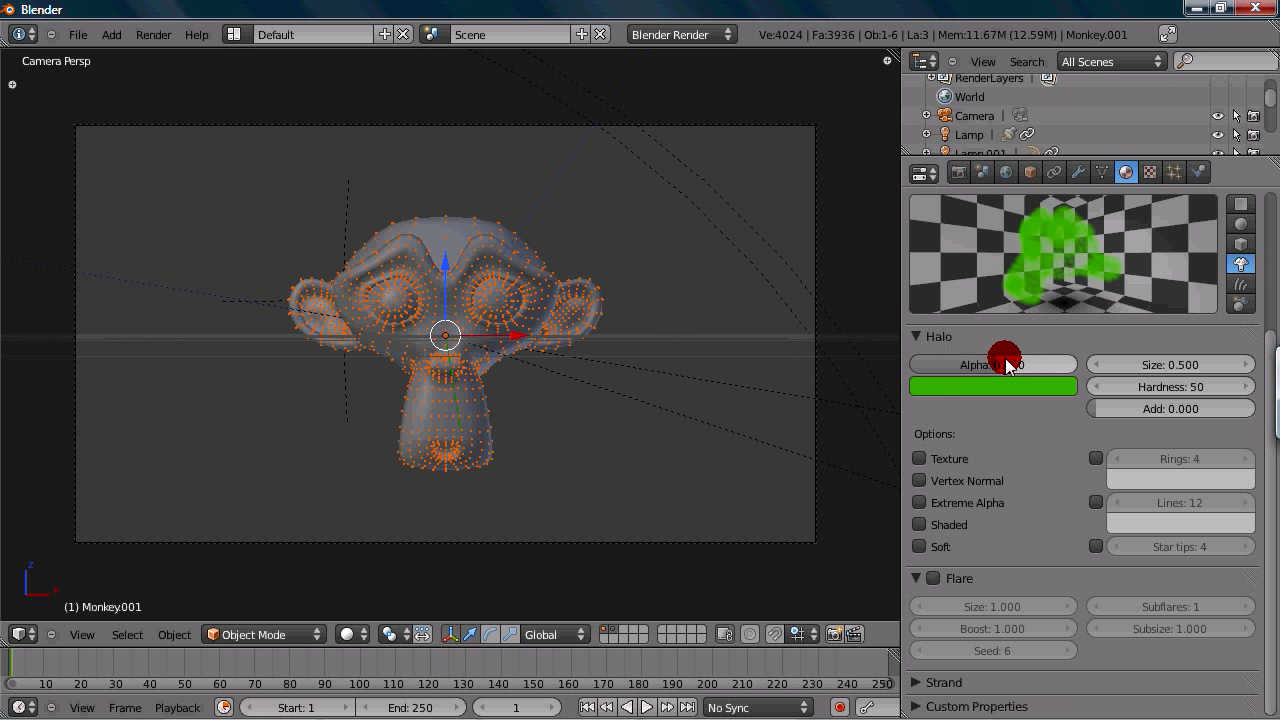 Blender
File Add Render Help Default Scene Blender Render Ve:4024 | Fa:3936 | Ob:1-6 | La:3 | Mem:11.67M (12.59M) | Monkey.001
Camera Persp
View Search All Scenes
RenderLayers
World
Camera
Lamp
Lamp.001
Halo
Size: 0.500
Hardness: 50
Add: 0.000
Options:
Texture Rings: 4
Vertex Normal
Extreme Alpha Lines: 12
Shaded
Soft Star tips: 4
Flare
Size: 1.000 Subflares: 1
Boost: 1.000 Subsize: 1.000
Seed: 6
Strand
Custom Properties
z
x
(1) Monkey.001
View Select Object Object Mode Global
0 10 20 30 40 50 60 70 80 90 100 110 120 130 140 150 160 170 180 190 200 210 220 230 240 250
View Frame Playback Start: 1 End: 250 1 No Sync